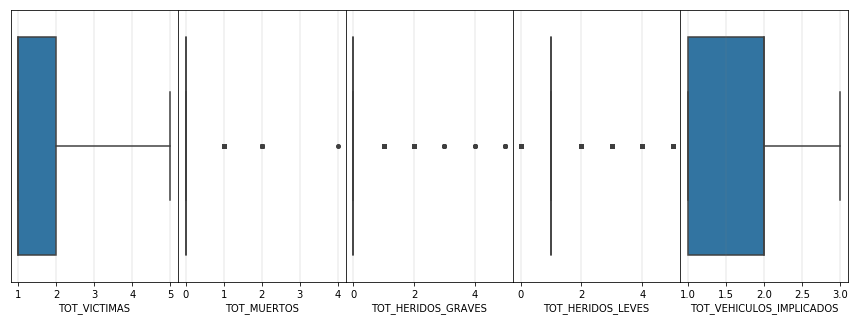 1 2 3 4 5 0 1 2 3 4 0 2 4 0 2 4 1.0 1.5 2.0 2.5 3.0
TOT_VICTIMAS TOT_MUERTOS TOT_HERIDOS_GRAVES TOT_HERIDOS_LEVES TOT_VEHICULOS_IMPLICADOS